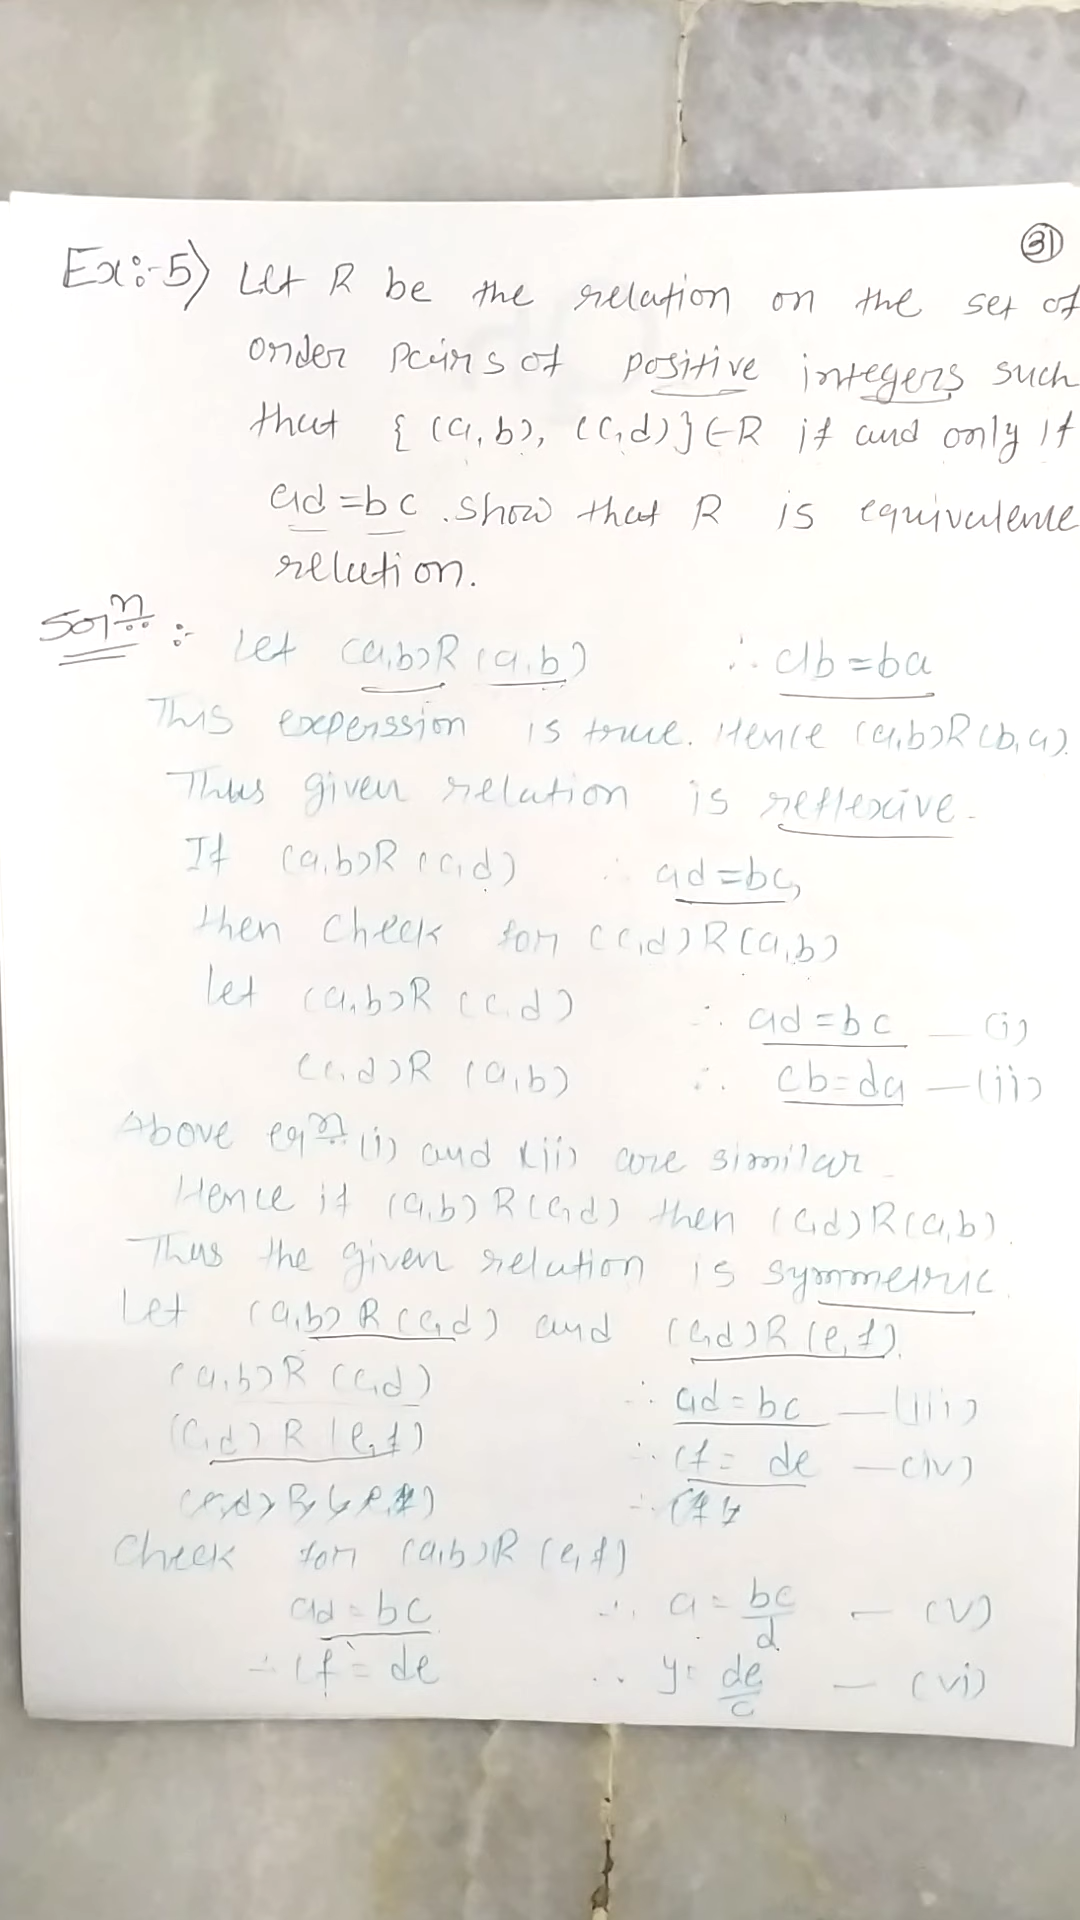 31
Ex:-5) Let R be the relation on the set of
order pairs of positive integers such
that { (a,b), (c,d)} ∈ R if and only if
ad = bc . show that R is equivalence
relation.
Solⁿ : Let (a,b) R (a,b) ∴ ab = ba
This experssion is true. Hence (a,b) R (b,a).
Thus given relation is reflexive.
If (a,b) R (c,d) ∴ ad = bc,
then check for (c,d) R (a,b)
let (a,b) R (c,d) ∴ ad = bc — (i)
(c,d) R (a,b) ∴ cb = da — (ii)
Above eqⁿ (i) and (ii) are similar
Hence if (a,b) R (c,d) then (c,d) R (a,b).
Thus the given relation is symmetric.
Let (a,b) R (c,d) and (c,d) R (e,f).
(a,b) R (c,d) ∴ ad = bc — (iii)
(c,d) R (e,f) ∴ cf = de — (iv)
Check for (a,b) R (e,f)
ad = bc ∴ a = bc/d — (v)
∴ cf = de ∴ y = de/c — (vi)